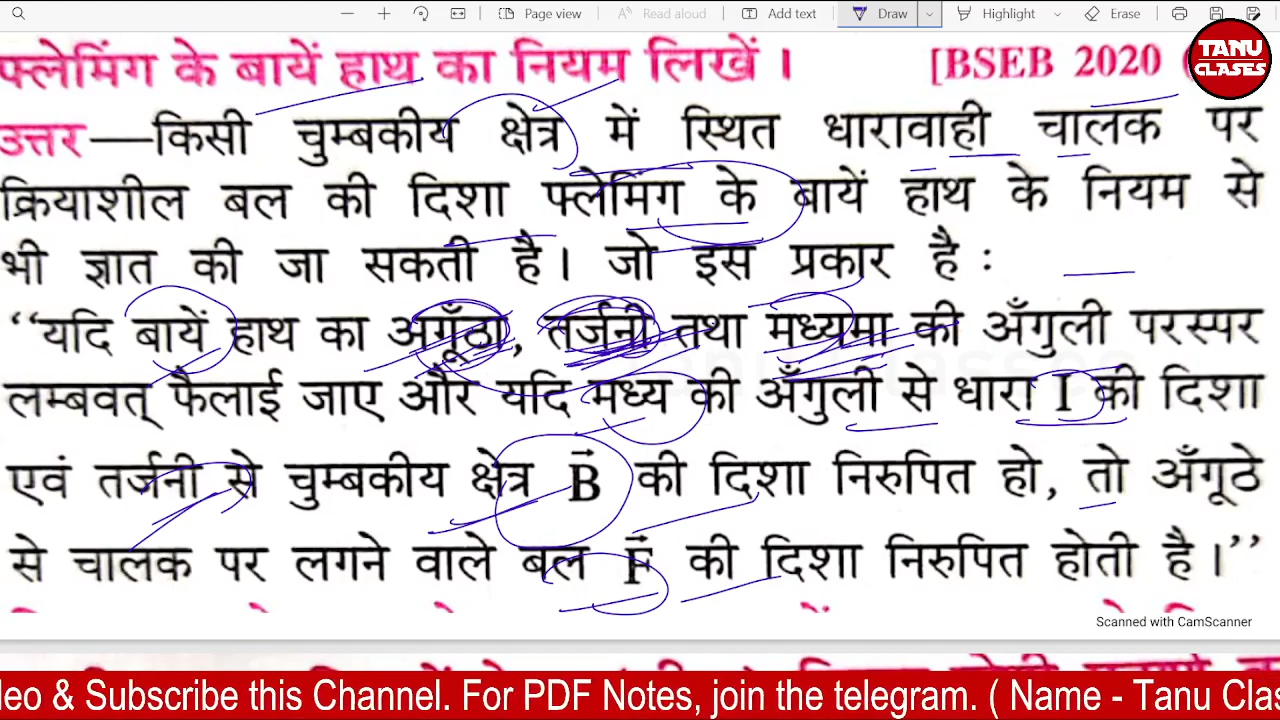 Page view
Read aloud
Add text
Draw
Highlight
Erase
TANU
CLASSES
फ्लेमिंग के बायें हाथ का नियम लिखें । [BSEB 2020 (
उत्तर—किसी चुम्बकीय क्षेत्र में स्थित धारावाही चालक पर
क्रियाशील बल की दिशा फ्लेमिंग के बायें हाथ के नियम से
भी ज्ञात की जा सकती है। जो इस प्रकार है :
“यदि बायें हाथ का अगूँठा, तर्जनी तथा मध्यमा की अँगुली परस्पर
लम्बवत् फैलाई जाए और यदि मध्य की अँगुली से धारा I की दिशा
एवं तर्जनी से चुम्बकीय क्षेत्र B⃗ की दिशा निरुपित हो, तो अँगूठे
से चालक पर लगने वाले बल F⃗ की दिशा निरुपित होती है।”
Scanned with CamScanner
deo & Subscribe this Channel. For PDF Notes, join the telegram. ( Name - Tanu Clas